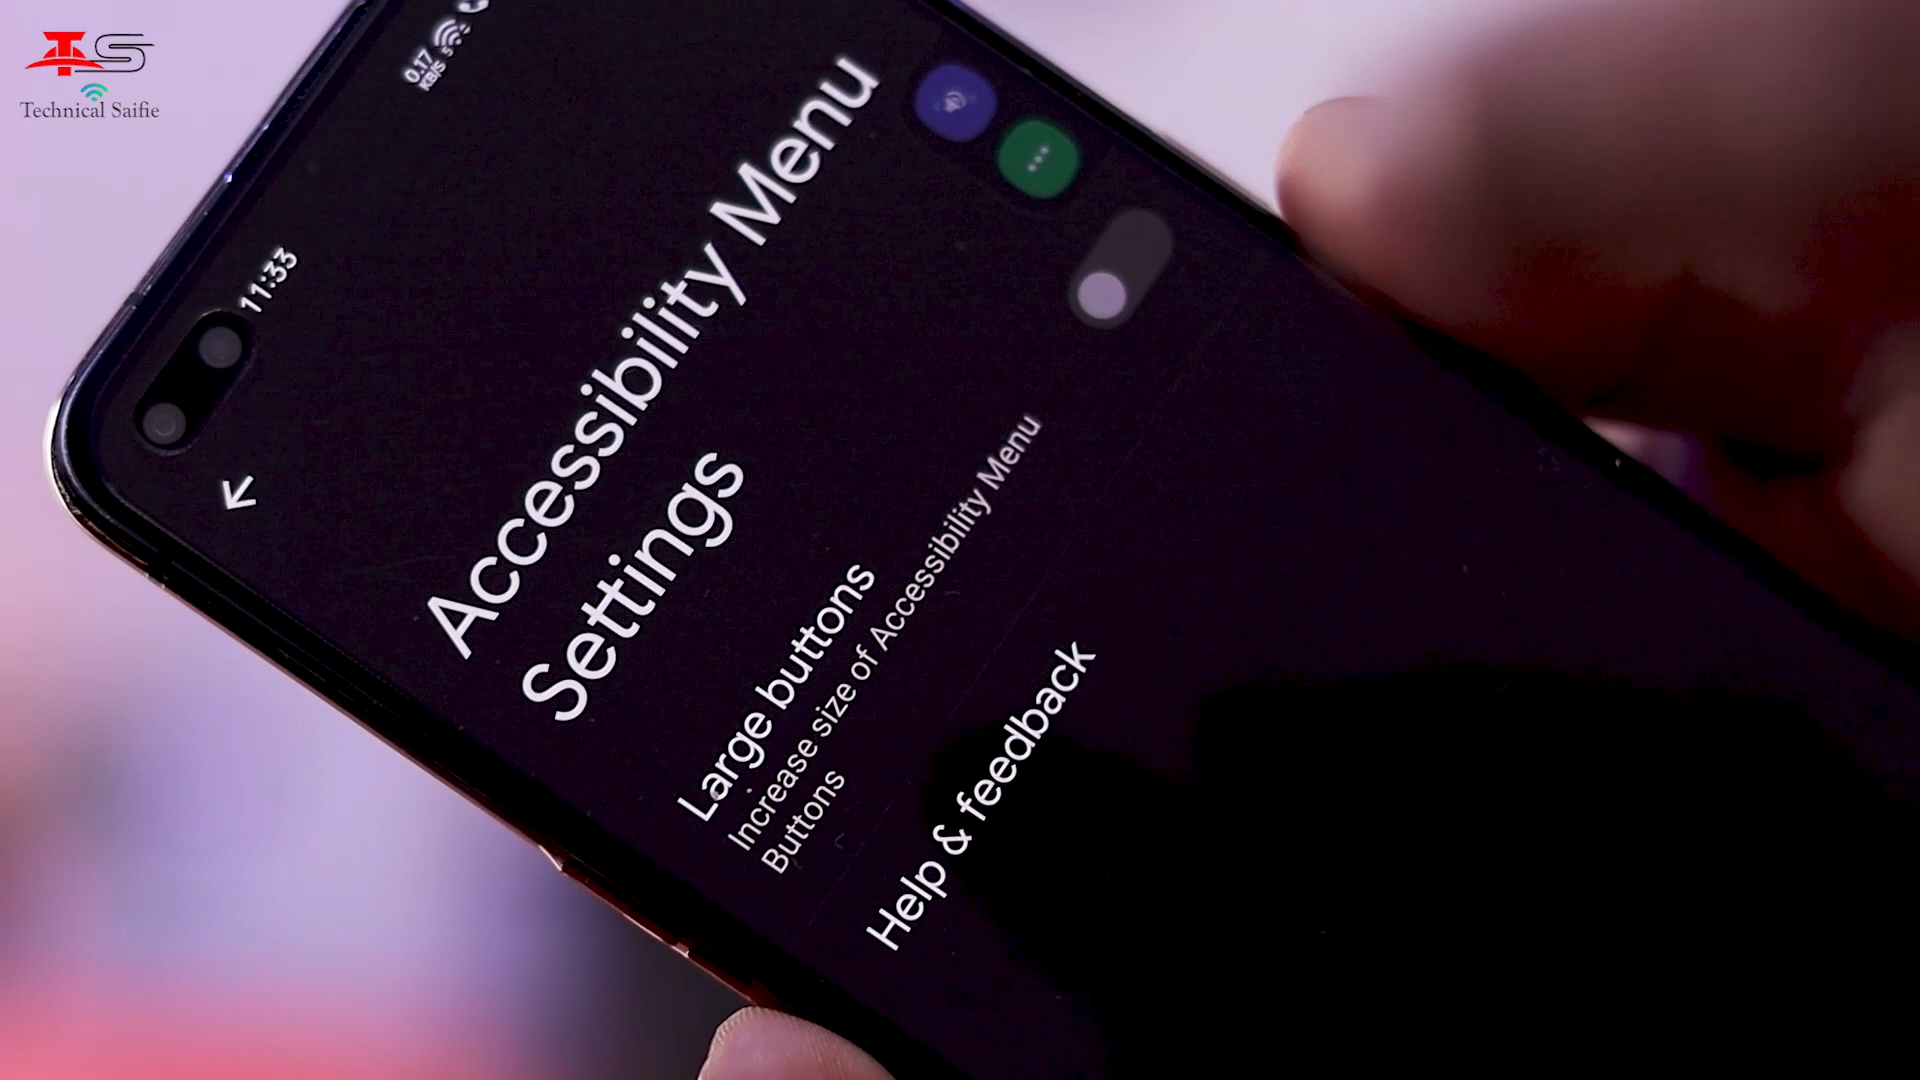 TS
Technical Saifie
11:33
0.17
KB/S
Accessibility Menu
Settings
Large buttons
Increase size of Accessibility Menu
Buttons
Help & feedback